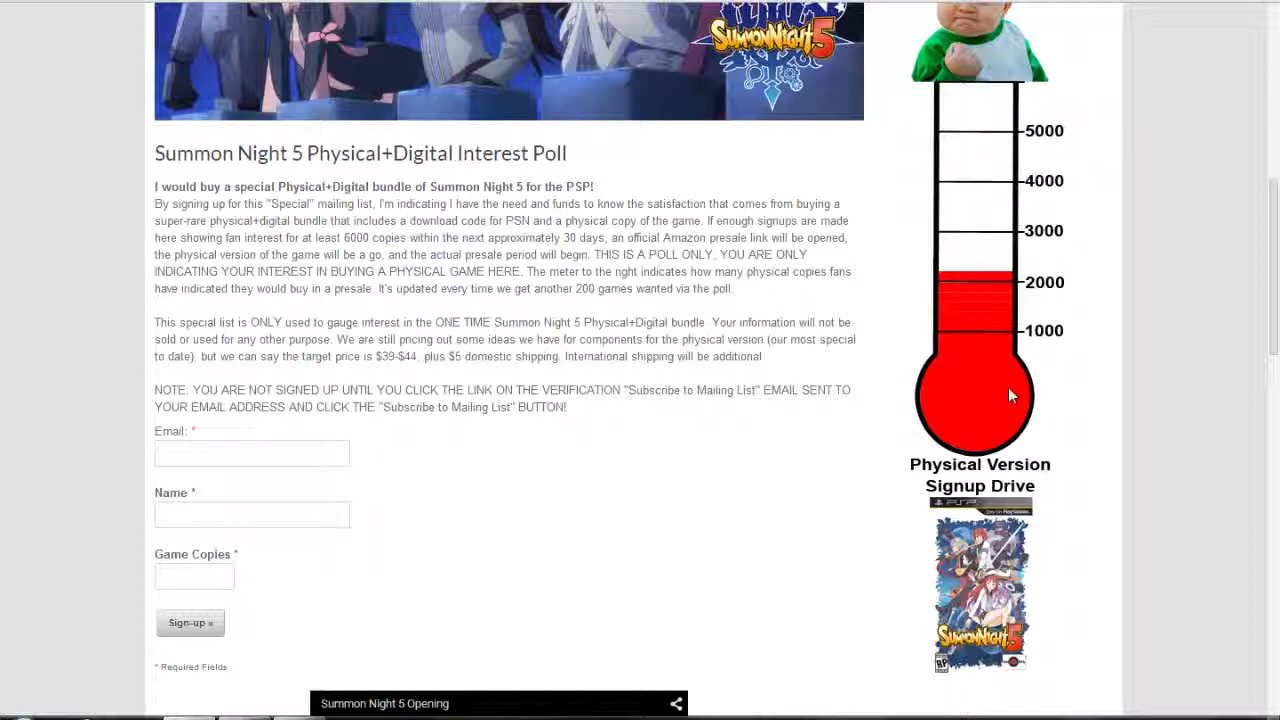 SUMMON NIGHT 5
5000
4000
3000
2000
1000
Summon Night 5 Physical+Digital Interest Poll
I would buy a special Physical+Digital bundle of Summon Night 5 for the PSP!
By signing up for this "Special" mailing list, I'm indicating I have the need and funds to know the satisfaction that comes from buying a
super-rare physical+digital bundle that includes a download code for PSN and a physical copy of the game. If enough signups are made
here showing fan interest for at least 6000 copies within the next approximately 30 days, an official Amazon presale link will be opened,
the physical version of the game will be a go, and the actual presale period will begin. THIS IS A POLL ONLY, YOU ARE ONLY
INDICATING YOUR INTEREST IN BUYING A PHYSICAL GAME HERE. The meter to the right indicates how many physical copies fans
have indicated they would buy in a presale. It's updated every time we get another 200 games wanted via the poll.
This special list is ONLY used to gauge interest in the ONE TIME Summon Night 5 Physical+Digital bundle Your information will not be
sold or used for any other purpose. We are still pricing out some ideas we have for components for the physical version (our most special
to date), but we can say the target price is $39-$44 plus $5 domestic shipping. International shipping will be additional
NOTE: YOU ARE NOT SIGNED UP UNTIL YOU CLICK THE LINK ON THE VERIFICATION "Subscribe to Mailing List" EMAIL SENT TO
YOUR EMAIL ADDRESS AND CLICK THE "Subscribe to Mailing List" BUTTON!
Email: *
Name *
Game Copies *
Sign-up »
* Required Fields
Physical Version
Signup Drive
PSP
SUMMON NIGHT 5
RP
Summon Night 5 Opening